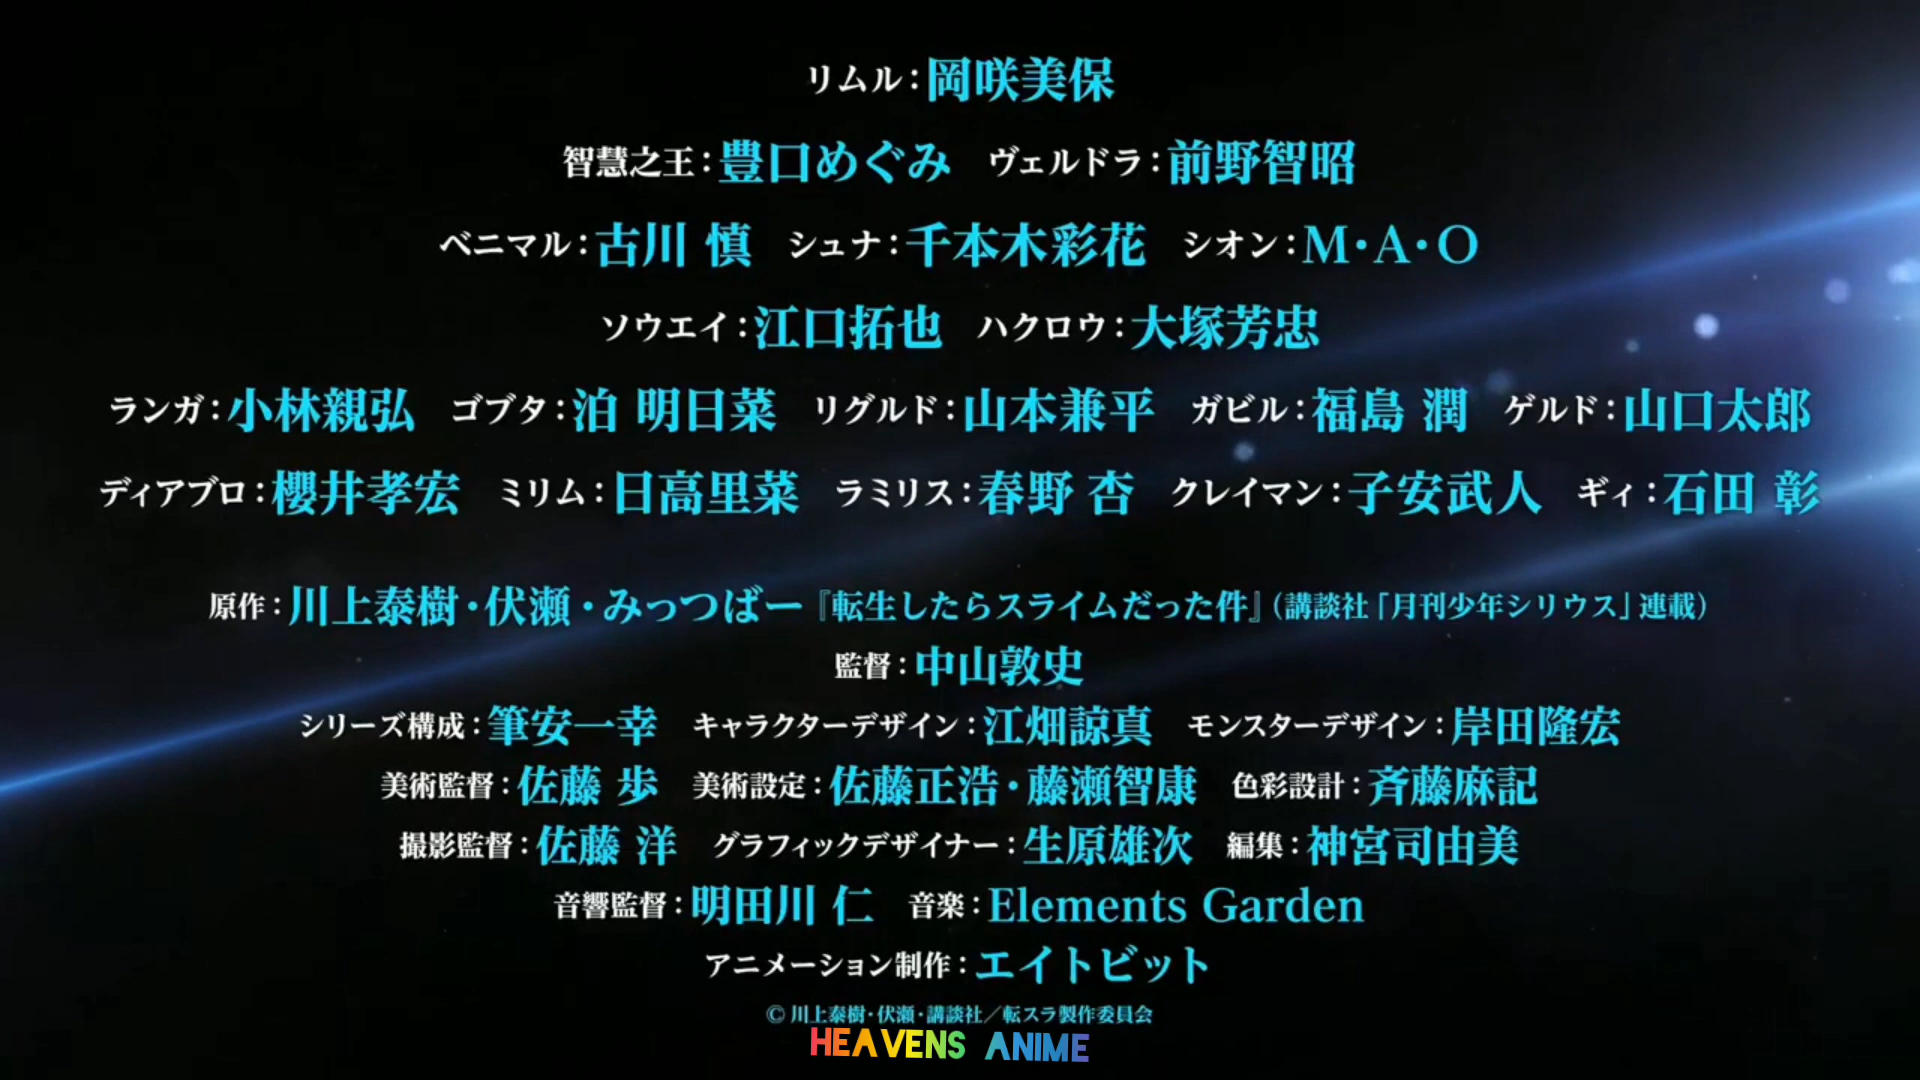 リムル：岡咲美保
智慧之王：豊口めぐみ ヴェルドラ：前野智昭
ベニマル：古川 慎 シュナ：千本木彩花 シオン：M・A・O
ソウエイ：江口拓也 ハクロウ：大塚芳忠
ランガ：小林親弘 ゴブタ：泊 明日菜 リグルド：山本兼平 ガビル：福島 潤 ゲルド：山口太郎
ディアブロ：櫻井孝宏 ミリム：日高里菜 ラミリス：春野 杏 クレイマン：子安武人 ギィ：石田 彰
原作：川上泰樹・伏瀬・みっつばー『転生したらスライムだった件』（講談社「月刊少年シリウス」連載）
監督：中山敦史
シリーズ構成：筆安一幸 キャラクターデザイン：江畑諒真 モンスターデザイン：岸田隆宏
美術監督：佐藤 歩 美術設定：佐藤正浩・藤瀬智康 色彩設計：斉藤麻記
撮影監督：佐藤 洋 グラフィックデザイナー：生原雄次 編集：神宮司由美
音響監督：明田川 仁 音楽：Elements Garden
アニメーション制作：エイトビット
© 川上泰樹・伏瀬・講談社／転スラ製作委員会
HEAVENS ANIME